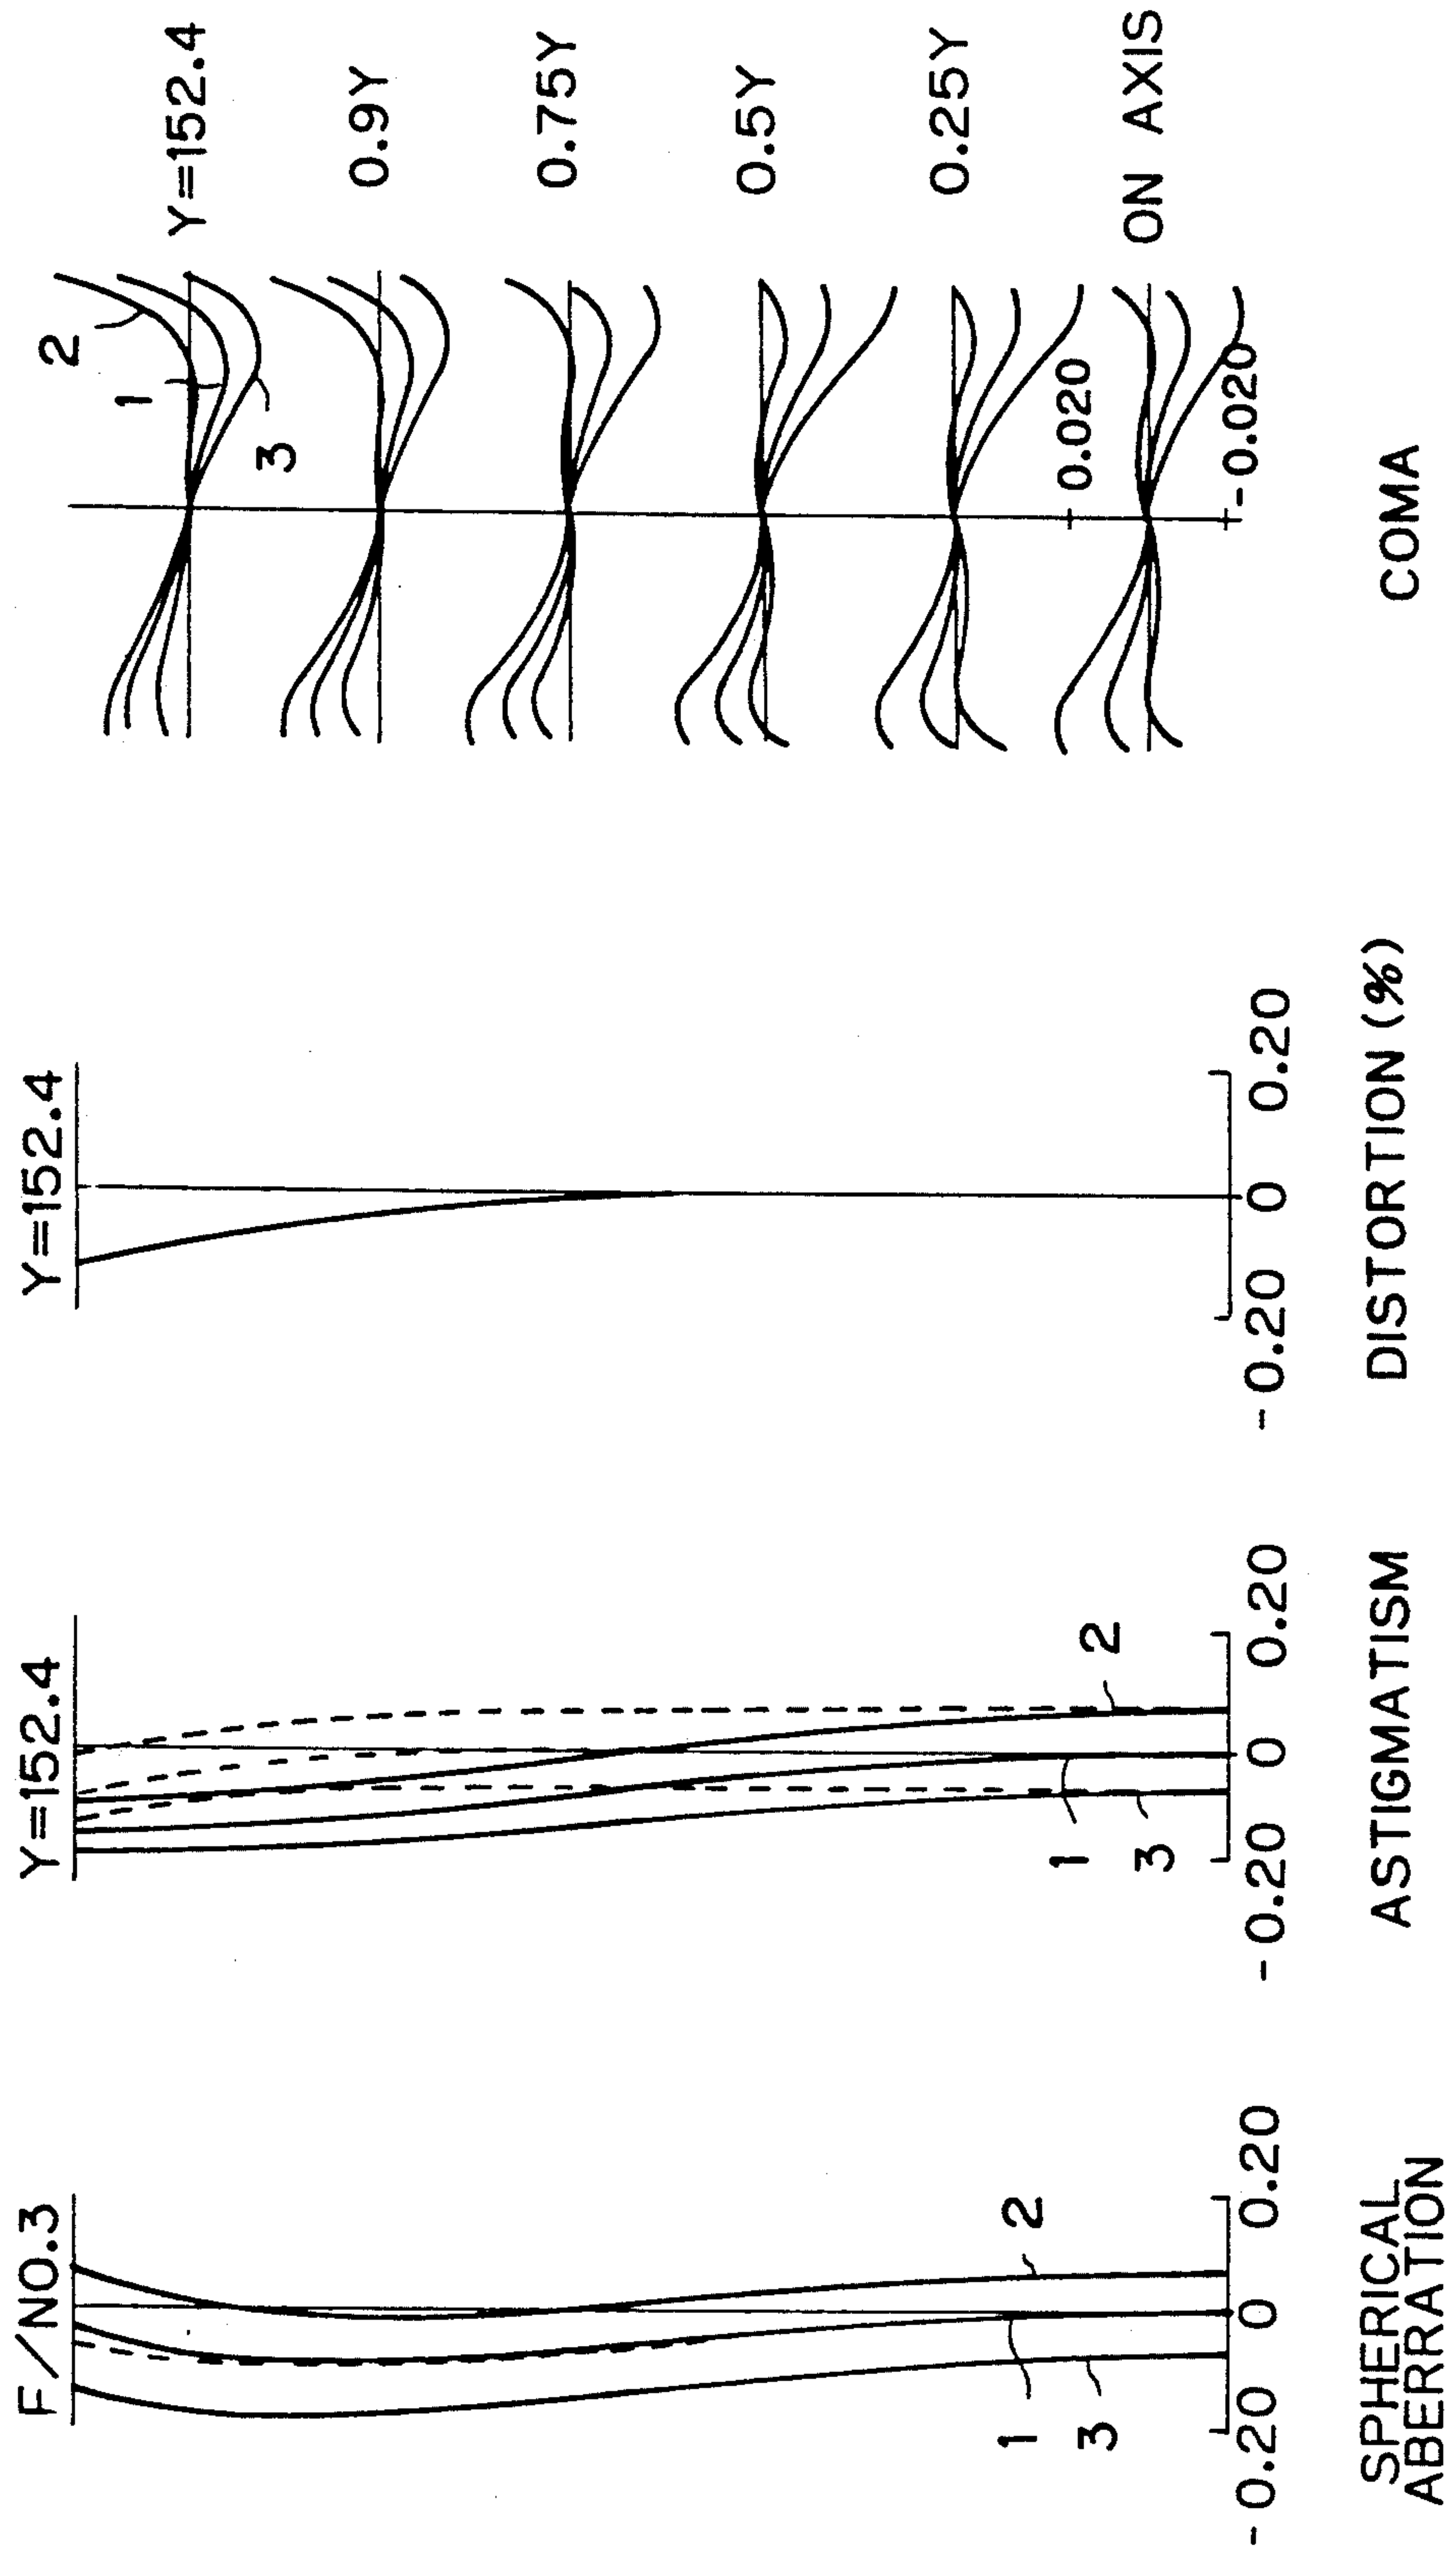 F/NO.3
2
1
3
-0.20 0 0.20
SPHERICAL
ABERRATION
Y=152.4
2
1
3
-0.20 0 0.20
ASTIGMATISM
Y=152.4
-0.20 0 0.20
DISTORTION (%)
2
1
3
Y=152.4
0.9Y
0.75Y
0.5Y
0.25Y
0.020
ON AXIS
-0.020
COMA